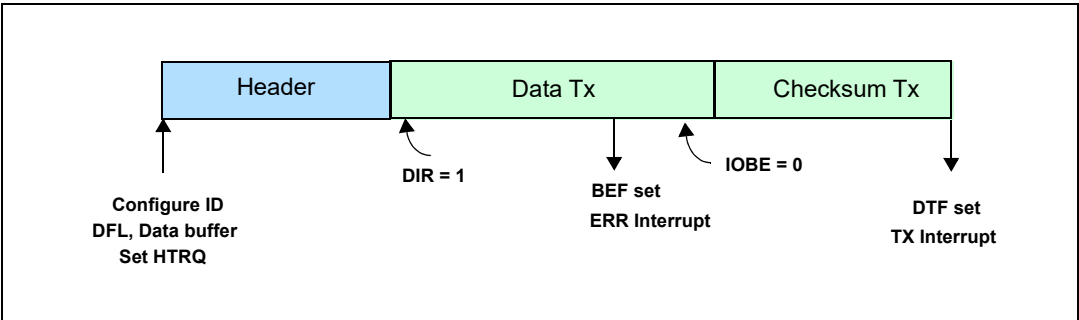 Header
Data Tx
Checksum Tx
DIR = 1
IOBE = 0
BEF set
ERR Interrupt
Configure ID
DFL, Data buffer
Set HTRQ
DTF set
TX Interrupt